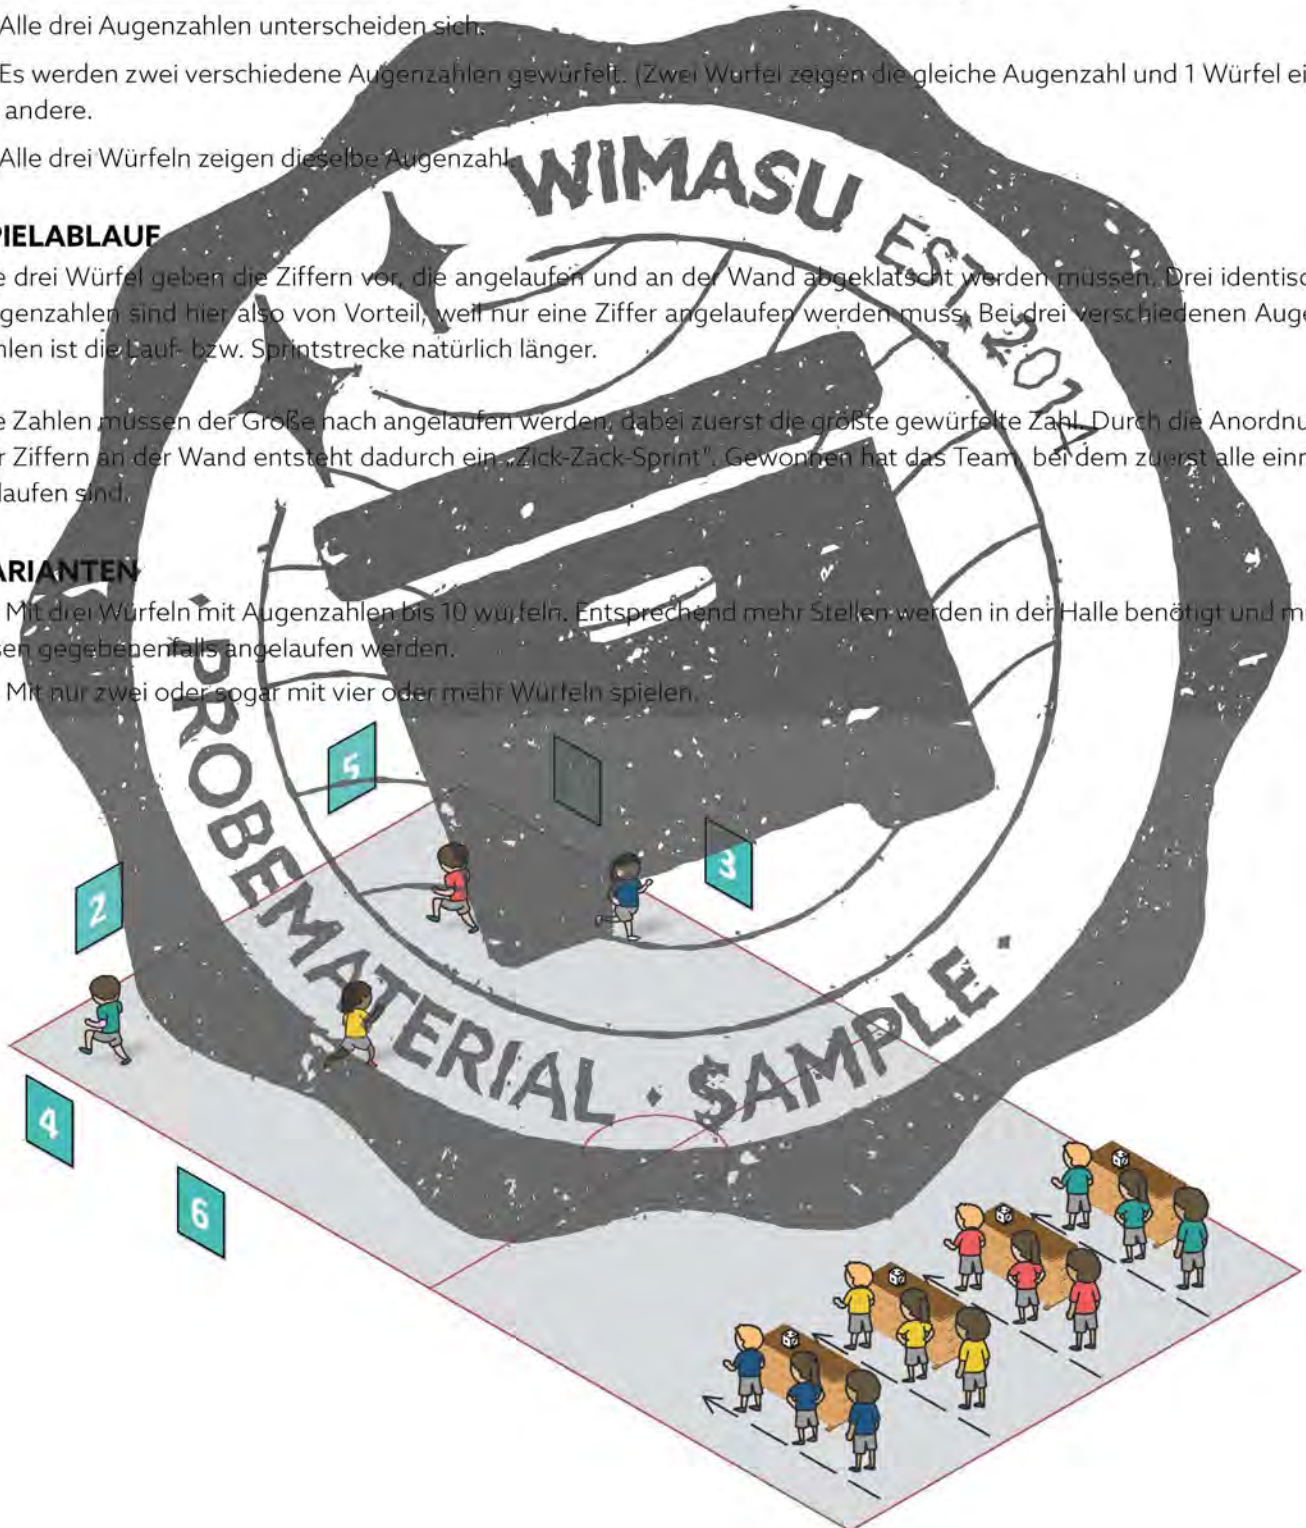 Alle drei Augenzahlen unterscheiden sich.
Es werden zwei verschiedene Augenzahlen gewürfelt. (Zwei Würfel zeigen die gleiche Augenzahl und 1 Würfel ei
andere.
Alle drei Würfeln zeigen dieselbe Augenzahl.
PIELABLAUF
e drei Würfel geben die Ziffern vor, die angelaufen und an der Wand abgeklatscht werden müssen. Drei identisc
genzahlen sind hier also von Vorteil, weil nur eine Ziffer angelaufen werden muss. Bei drei verschiedenen Auge
hlen ist die Lauf- bzw. Sprintstrecke natürlich länger.
e Zahlen müssen der Größe nach angelaufen werden, dabei zuerst die größte gewürfelte Zahl. Durch die Anordnu
r Ziffern an der Wand entsteht dadurch ein „Zick-Zack-Sprint". Gewonnen hat das Team, bei dem zuerst alle einm
laufen sind.
ARIANTEN
Mit drei Würfeln mit Augenzahlen bis 10 würfeln. Entsprechend mehr Stellen werden in der Halle benötigt und m
sen gegebenenfalls angelaufen werden.
Mit nur zwei oder sogar mit vier oder mehr Würfeln spielen.
WIMASU EST. 2014
· PROBEMATERIAL · SAMPLE ·
5
3
2
4
6